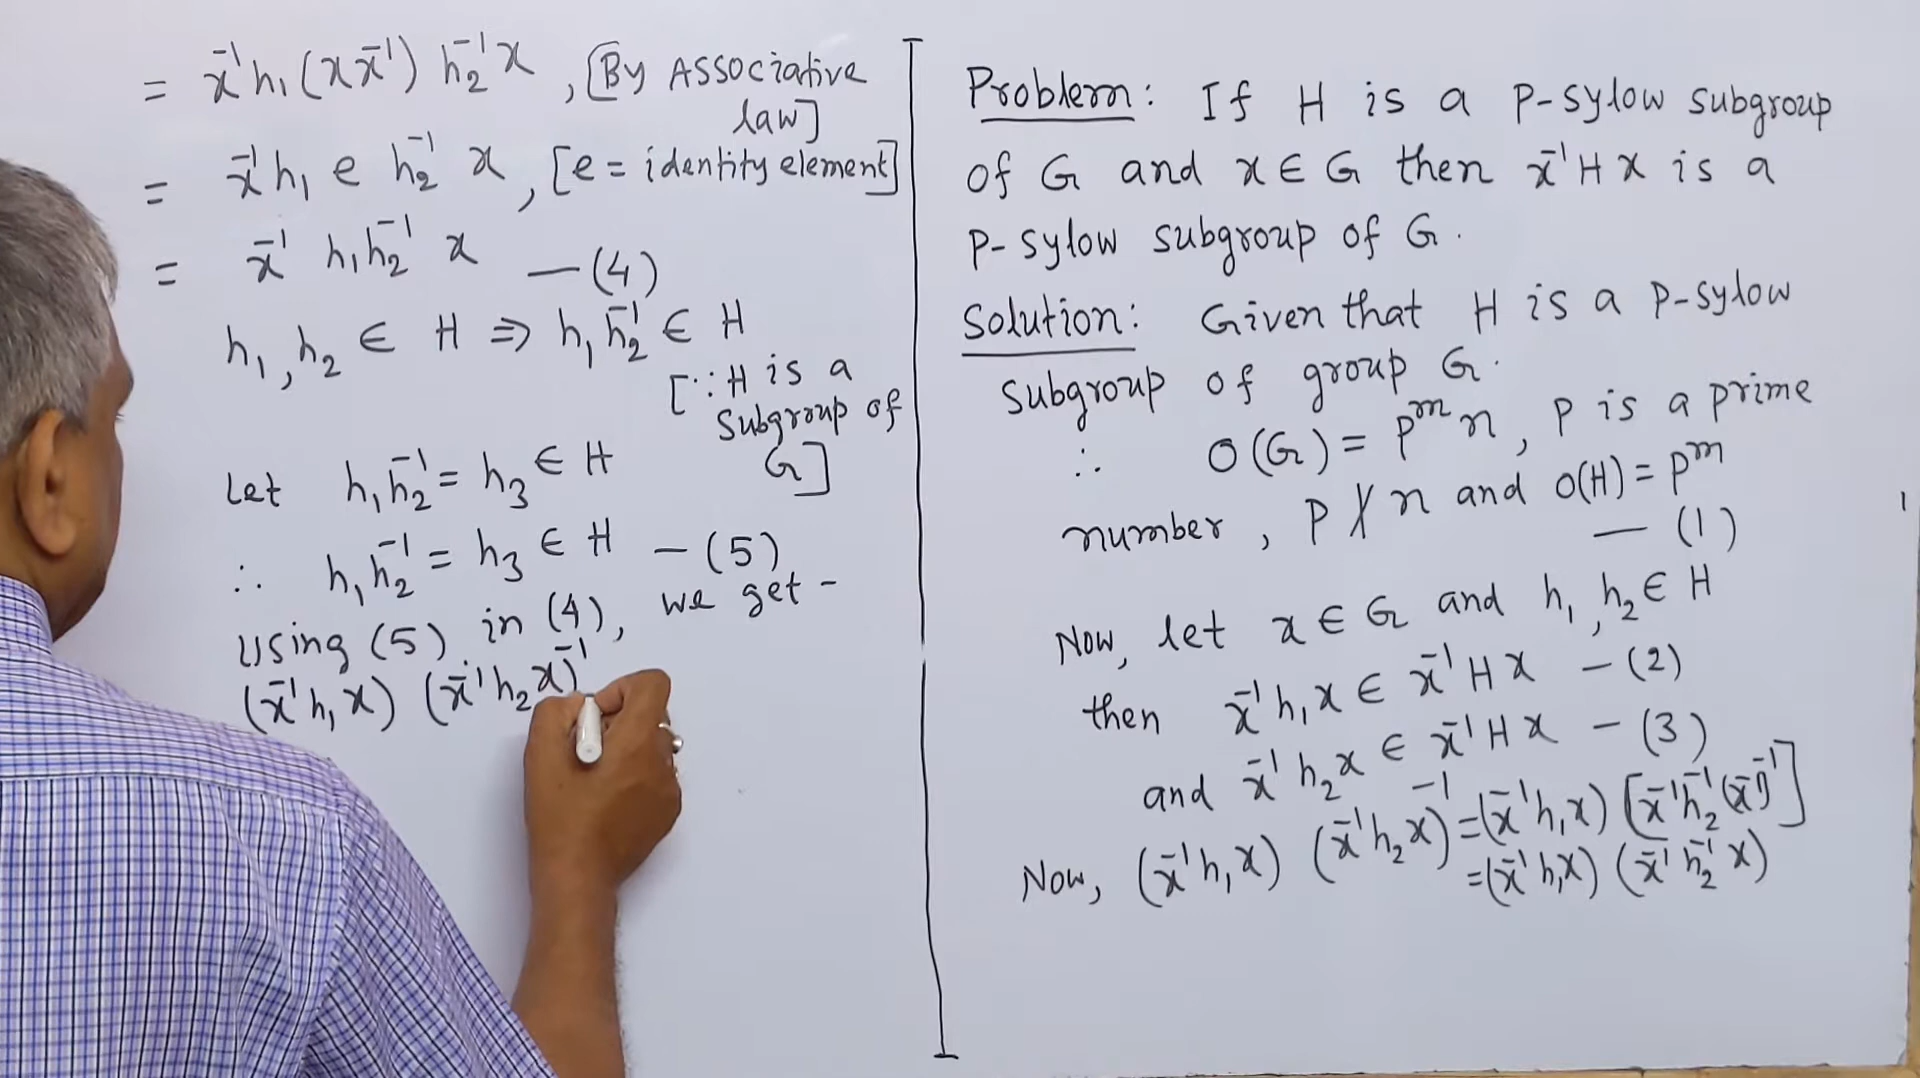 Problem: If H is a P-sylow subgroup
of G and x ∈ G then x⁻¹Hx is a
P-sylow subgroup of G.
Solution: Given that H is a P-sylow
subgroup of group G.
∴ O(G) = Pᵐn, P is a prime
number, P ∤ n and O(H) = Pᵐ
— (1)
Now, let x ∈ G and h₁, h₂ ∈ H
then x⁻¹h₁x ∈ x⁻¹Hx — (2)
and x⁻¹h₂x ∈ x⁻¹Hx — (3)
Now, (x⁻¹h₁x) (x⁻¹h₂x)⁻¹ = (x⁻¹h₁x) [x⁻¹h₂⁻¹(x⁻¹)⁻¹]
= (x⁻¹h₁x) (x⁻¹h₂⁻¹x)
= x⁻¹h₁(xx⁻¹) h₂⁻¹x, [By Associative
law]
= x⁻¹h₁ e h₂⁻¹ x, [e = identity element]
= x⁻¹ h₁h₂⁻¹ x — (4)
h₁, h₂ ∈ H ⇒ h₁h₂⁻¹ ∈ H
[∵ H is a
subgroup of
G]
Let h₁h₂⁻¹ = h₃ ∈ H
∴ h₁h₂⁻¹ = h₃ ∈ H — (5)
using (5) in (4), we get -
(x⁻¹h₁x) (x⁻¹h₂x)⁻¹